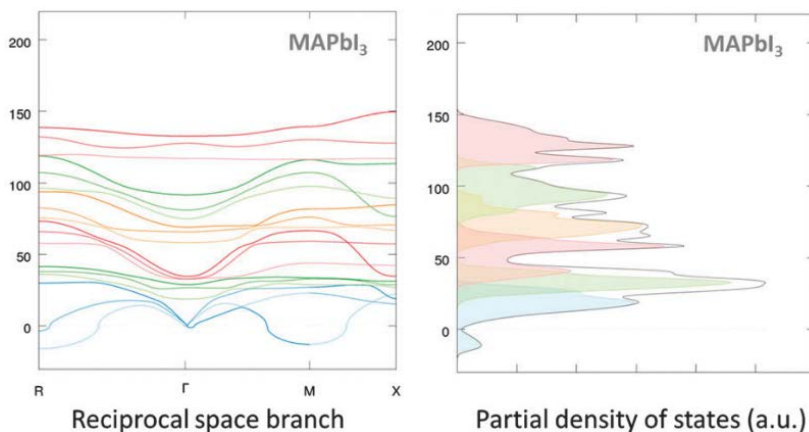 200
MAPbI3
150
100
50
0
R Γ M X
Reciprocal space branch
200
MAPbI3
150
100
50
0
Partial density of states (a.u.)